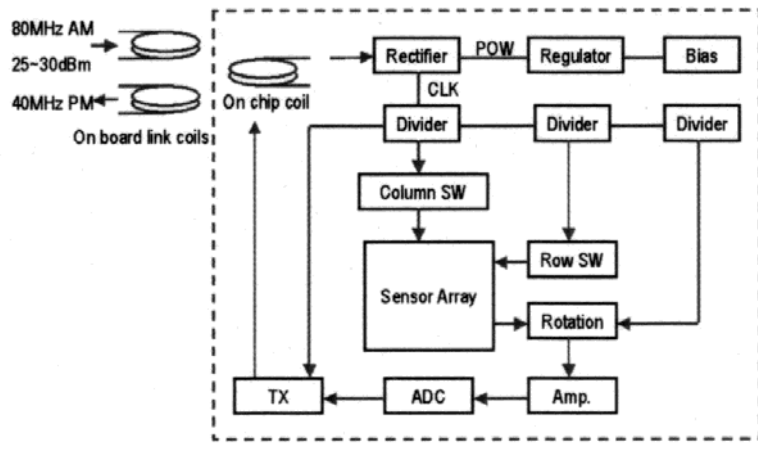 80MHz AM
25~30dBm
40MHz PM
On board link coils
On chip coil
Rectifier
POW
Regulator
Bias
CLK
Divider
Divider
Divider
Column SW
Sensor Array
Row SW
Rotation
TX
ADC
Amp.